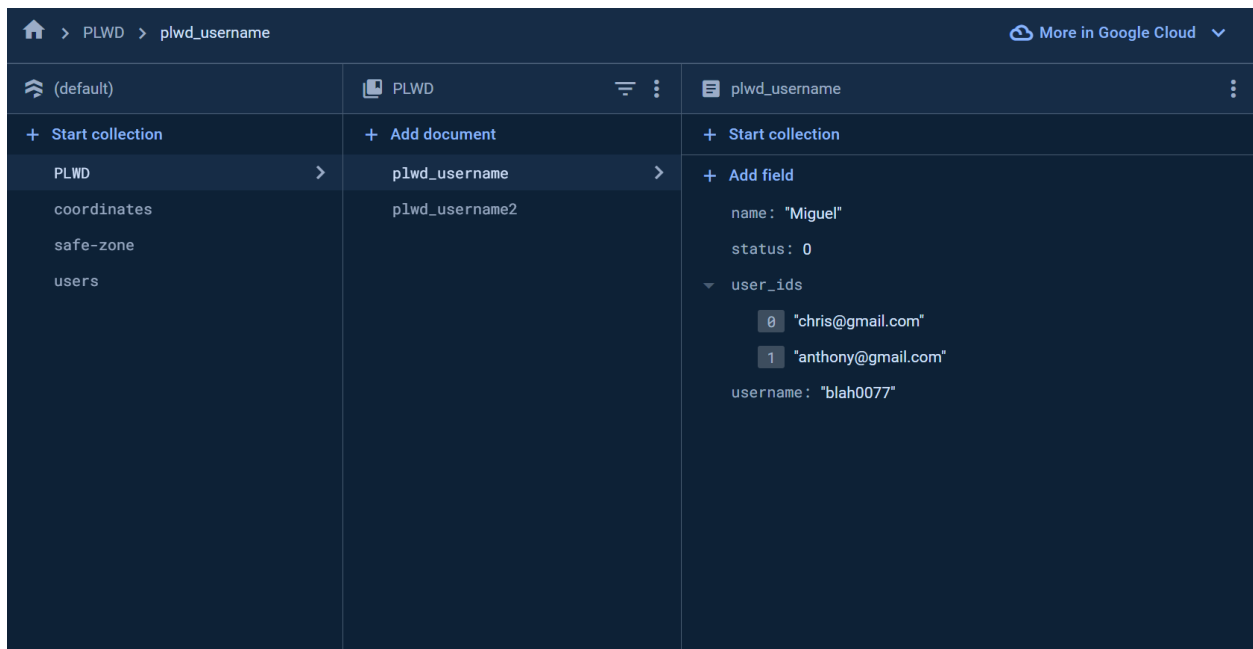 PLWD > plwd_username
More in Google Cloud
(default)
+ Start collection
PLWD
coordinates
safe-zone
users
PLWD
+ Add document
plwd_username
plwd_username2
plwd_username
+ Start collection
+ Add field
name: "Miguel"
status: 0
user_ids
0 "chris@gmail.com"
1 "anthony@gmail.com"
username: "blah0077"